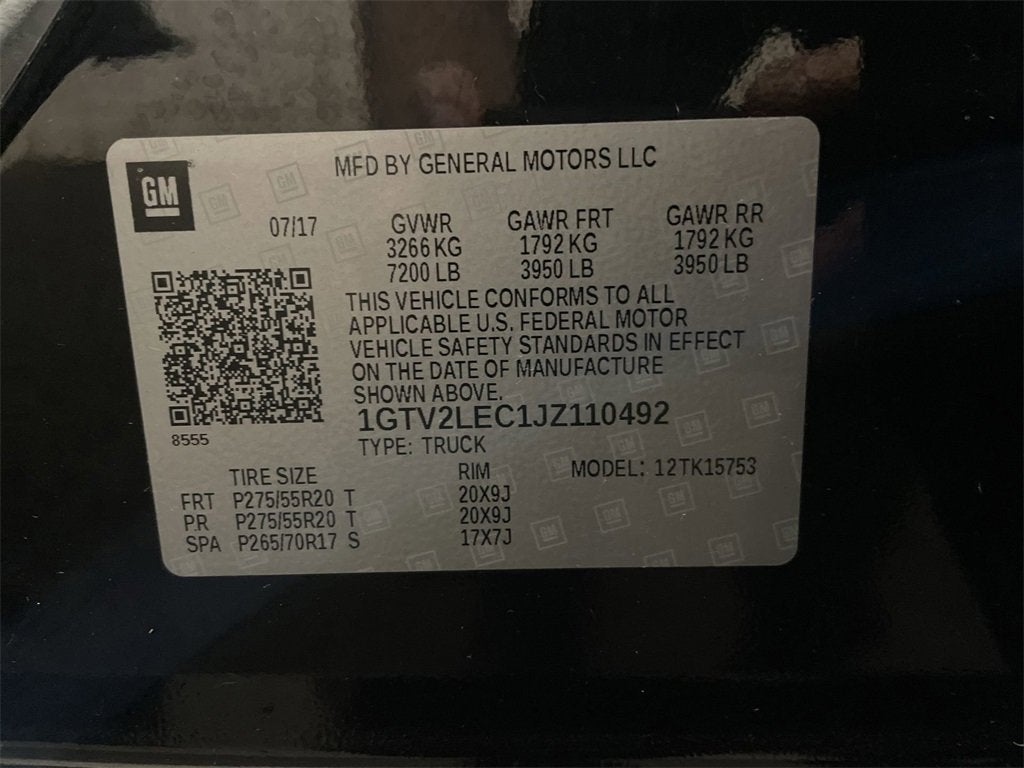 GM
MFD BY GENERAL MOTORS LLC
07/17 GVWR GAWR FRT GAWR RR
3266 KG 1792 KG 1792 KG
7200 LB 3950 LB 3950 LB
THIS VEHICLE CONFORMS TO ALL
APPLICABLE U.S. FEDERAL MOTOR
VEHICLE SAFETY STANDARDS IN EFFECT
ON THE DATE OF MANUFACTURE
SHOWN ABOVE.
1GTV2LEC1JZ110492
8555
TYPE: TRUCK
TIRE SIZE RIM MODEL: 12TK15753
FRT P275/55R20 T 20X9J
PR P275/55R20 T 20X9J
SPA P265/70R17 S 17X7J